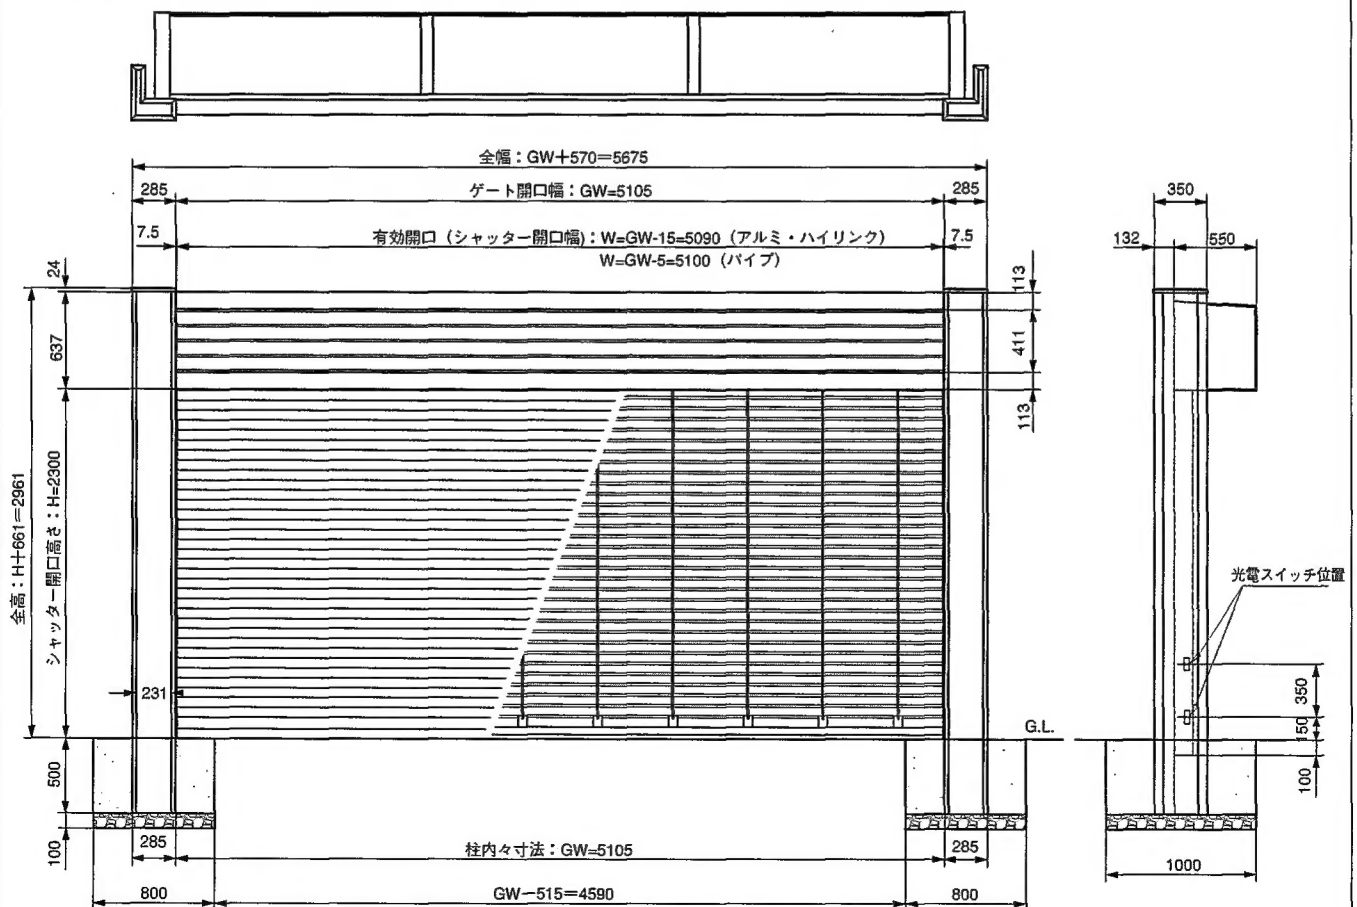 全幅：GW＋570＝5675
285
ゲート開口幅：GW=5105
285
350
7.5
有効開口（シャッター開口幅）：W=GW-15=5090（アルミ・ハイリンク）
7.5
W=GW-5=5100（パイプ）
132
550
24
113
637
411
113
全高：H＋661＝2961
シャッター開口高さ：H=2300
光電スイッチ位置
231
350
150
G.L.
500
100
100
285
柱内々寸法：GW=5105
285
1000
800
GW－515＝4590
800